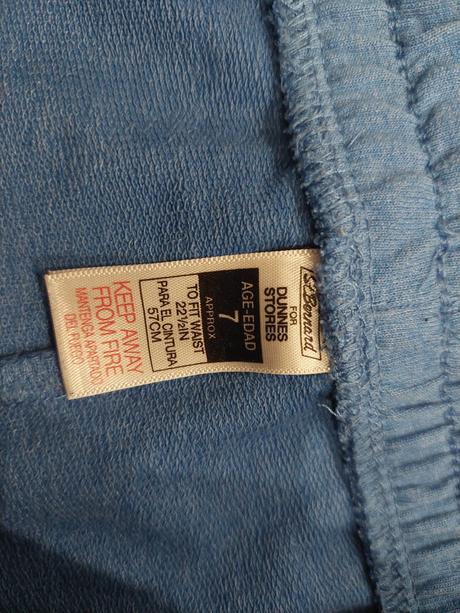 St Bernard
FOR
DUNNES
STORES
AGE-EDAD
7
APPROX
TO FIT WAIST
22½IN
PARA EL CINTURA
57CM
KEEP AWAY
FROM FIRE
MANTENGA APARTADO
DEL FUEGO